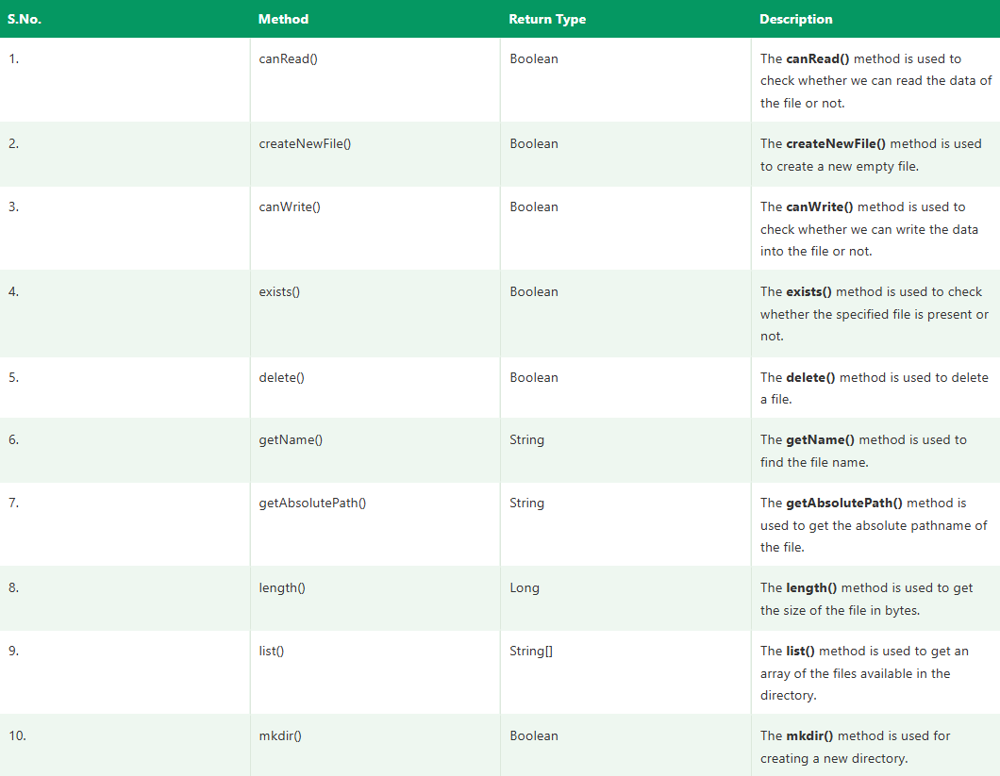 S.No. Method Return Type Description
1. canRead() Boolean The canRead() method is used to
check whether we can read the data of
the file or not.
2. createNewFile() Boolean The createNewFile() method is used
to create a new empty file.
3. canWrite() Boolean The canWrite() method is used to
check whether we can write the data
into the file or not.
4. exists() Boolean The exists() method is used to check
whether the specified file is present or
not.
5. delete() Boolean The delete() method is used to delete
a file.
6. getName() String The getName() method is used to
find the file name.
7. getAbsolutePath() String The getAbsolutePath() method is
used to get the absolute pathname of
the file.
8. length() Long The length() method is used to get
the size of the file in bytes.
9. list() String[] The list() method is used to get an
array of the files available in the
directory.
10. mkdir() Boolean The mkdir() method is used for
creating a new directory.